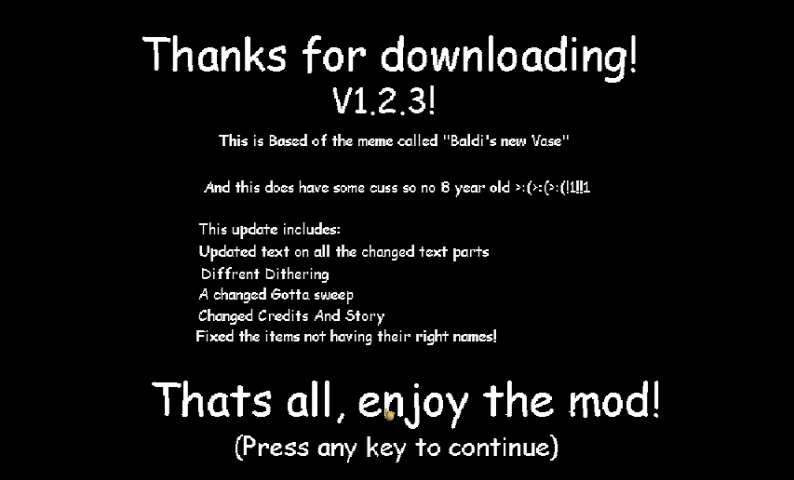 Thanks for downloading!
V1.2.3!
This is Based of the meme called "Baldi's new Vase"
And this does have some cuss so no 8 year old >:(>:(>:(!1!!1
This update includes:
Updated text on all the changed text parts
Diffrent Dithering
A changed Gotta sweep
Changed Credits And Story
Fixed the items not having their right names!
Thats all, enjoy the mod!
(Press any key to continue)